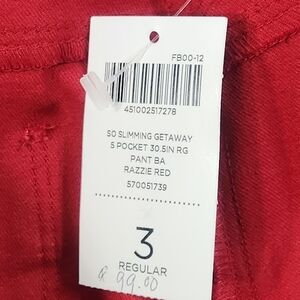 FB00-12
451002517278
SO SLIMMING GETAWAY
5 POCKET 30.5IN RG
PANT BA
RAZZIE RED
570051739
3
REGULAR
99.00